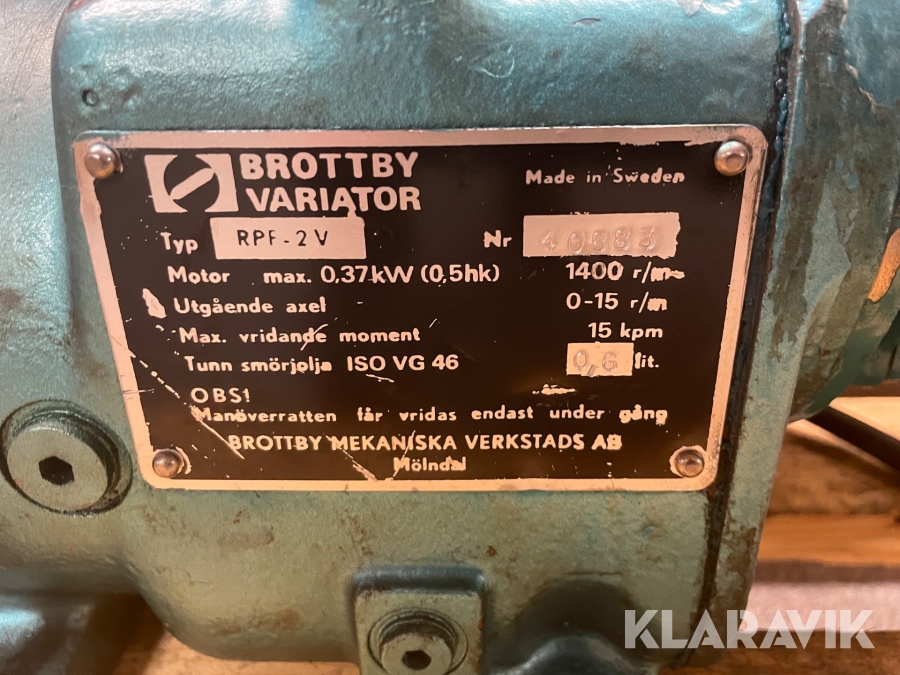 BROTTBY
VARIATOR
Made in Sweden
Typ RPF-2V Nr 40683
Motor max. 0,37kW (0,5hk) 1400 r/m
Utgående axel 0-15 r/m
Max. vridande moment 15 kpm
Tunn smörjolja ISO VG 46 0,6 lit.
OBS!
Manöverratten får vridas endast under gång
BROTTBY MEKANISKA VERKSTADS AB
Mölndal
KLARAVIK